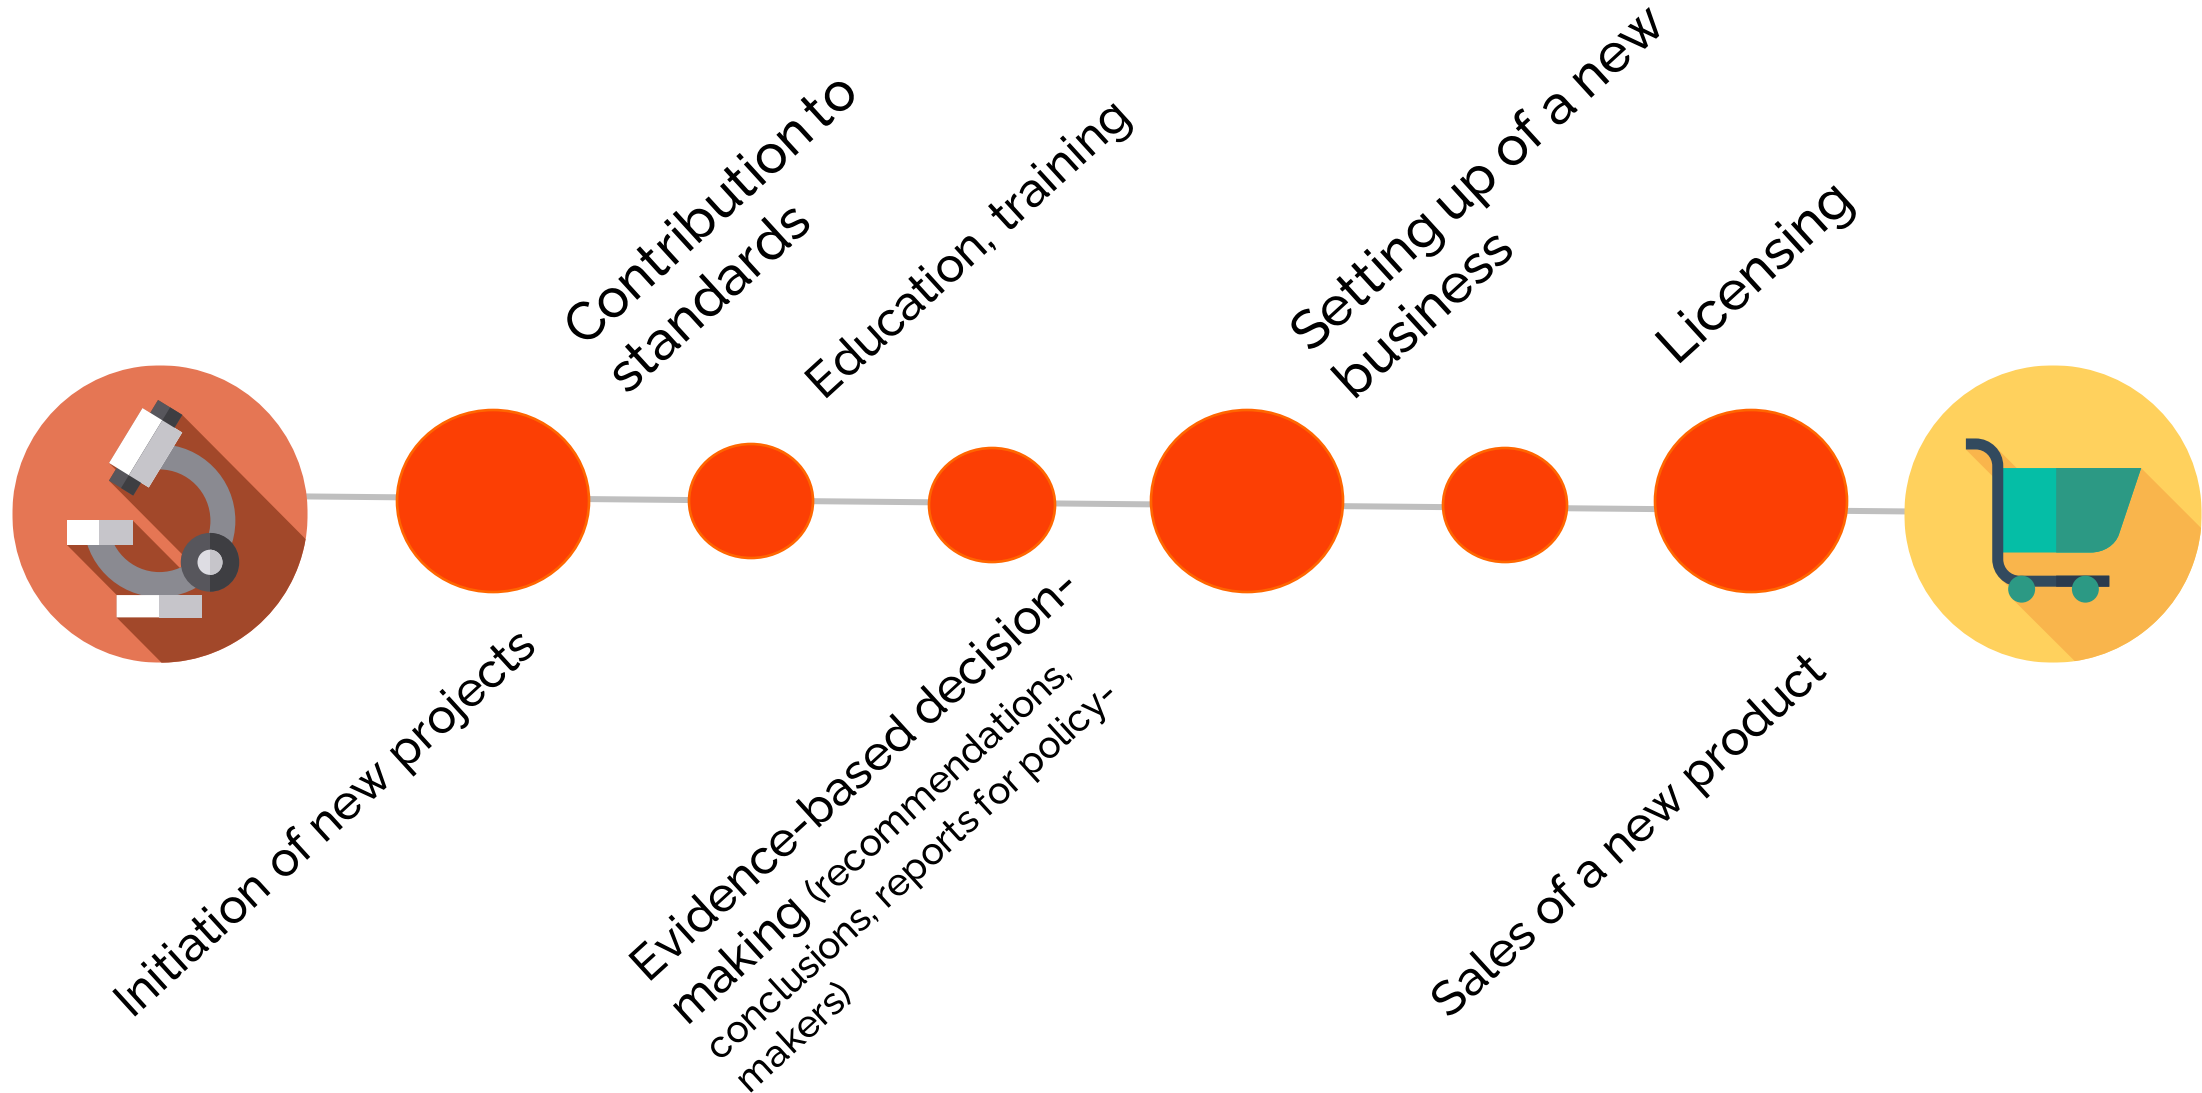 Contribution to
standards
Education, training
Setting up of a new
business
Licensing
Initiation of new projects
Evidence-based decision-
making (recommendations,
conclusions, reports for policy-
makers)
Sales of a new product